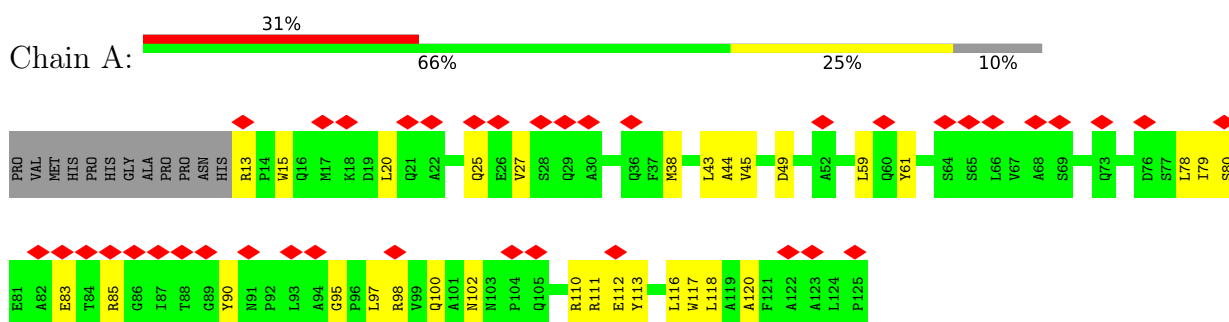 31%
Chain A:
66% 25% 10%
PRO VAL MET HIS PRO HIS GLY ALA PRO PRO ASN HIS R13 P14 W15 Q16 M17 K18 D19 L20 Q21 A22 Q25 E26 V27 S28 Q29 A30 Q36 F37 M38 L43 A44 V45 D49 A52 L59 Q60 Y61 S64 S65 L66 V67 A68 S69 Q73 D76 S77 L78 I79 S80
E81 A82 E83 T84 R85 G86 I87 T88 G89 Y90 N91 P92 L93 A94 G95 P96 L97 R98 V99 Q100 A101 N102 N103 P104 Q105 R110 R111 E112 Y113 L116 W117 L118 A119 A120 F121 A122 A123 L124 P125